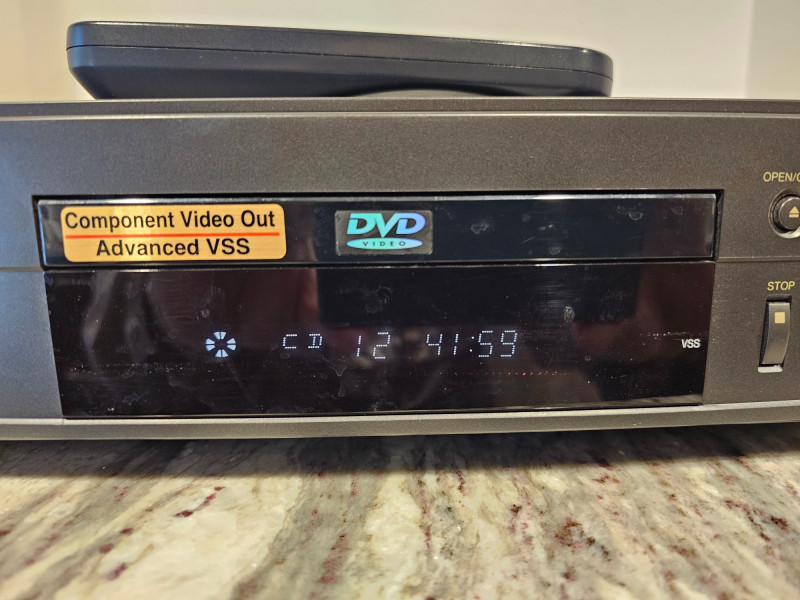 Component Video Out
Advanced VSS
DVD
VIDEO
OPEN/C
STOP
CD 12 41:59
VSS